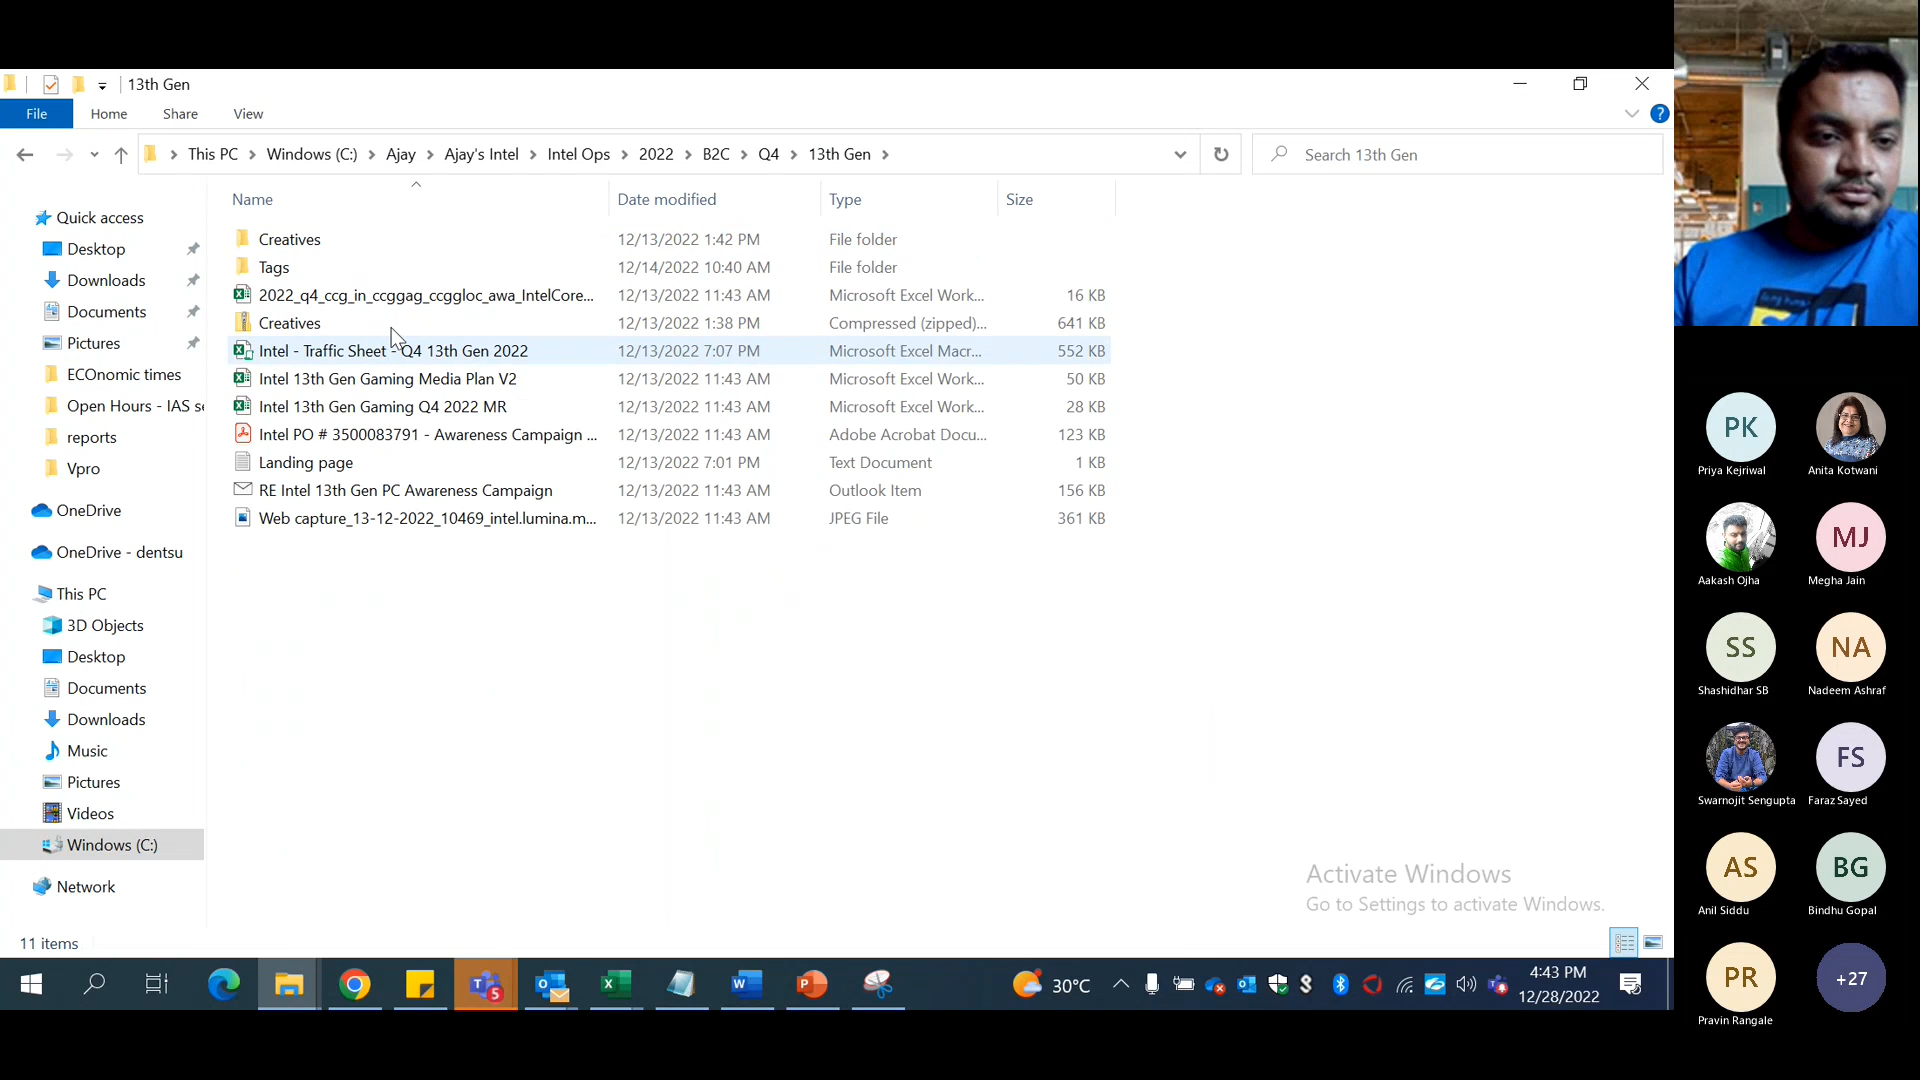 13th Gen
File Home Share View
This PC Windows (C:) Ajay Ajay's Intel Intel Ops 2022 B2C Q4 13th Gen
Search 13th Gen
Name Date modified Type Size
Creatives 12/13/2022 1:42 PM File folder
Tags 12/14/2022 10:40 AM File folder
2022_q4_ccg_in_ccggag_ccggloc_awa_IntelCore... 12/13/2022 11:43 AM Microsoft Excel Work... 16 KB
Creatives 12/13/2022 1:38 PM Compressed (zipped)... 641 KB
Intel - Traffic Sheet - Q4 13th Gen 2022 12/13/2022 7:07 PM Microsoft Excel Macr... 552 KB
Intel 13th Gen Gaming Media Plan V2 12/13/2022 11:43 AM Microsoft Excel Work... 50 KB
Intel 13th Gen Gaming Q4 2022 MR 12/13/2022 11:43 AM Microsoft Excel Work... 28 KB
Intel PO # 3500083791 - Awareness Campaign ... 12/13/2022 11:43 AM Adobe Acrobat Docu... 123 KB
Landing page 12/13/2022 7:01 PM Text Document 1 KB
RE Intel 13th Gen PC Awareness Campaign 12/13/2022 11:43 AM Outlook Item 156 KB
Web capture_13-12-2022_10469_intel.lumina.m... 12/13/2022 11:43 AM JPEG File 361 KB
Quick access
Desktop
Downloads
Documents
Pictures
ECOnomic times
Open Hours - IAS se
reports
Vpro
OneDrive
OneDrive - dentsu
This PC
3D Objects
Desktop
Documents
Downloads
Music
Pictures
Videos
Windows (C:)
Network
11 items
Activate Windows
Go to Settings to activate Windows.
30°C
4:43 PM
12/28/2022
PK
Priya Kejriwal Anita Kotwani
MJ
Aakash Ojha Megha Jain
SS NA
Shashidhar SB Nadeem Ashraf
FS
Swarnojit Sengupta Faraz Sayed
AS BG
Anil Siddu Bindhu Gopal
PR +27
Pravin Rangale